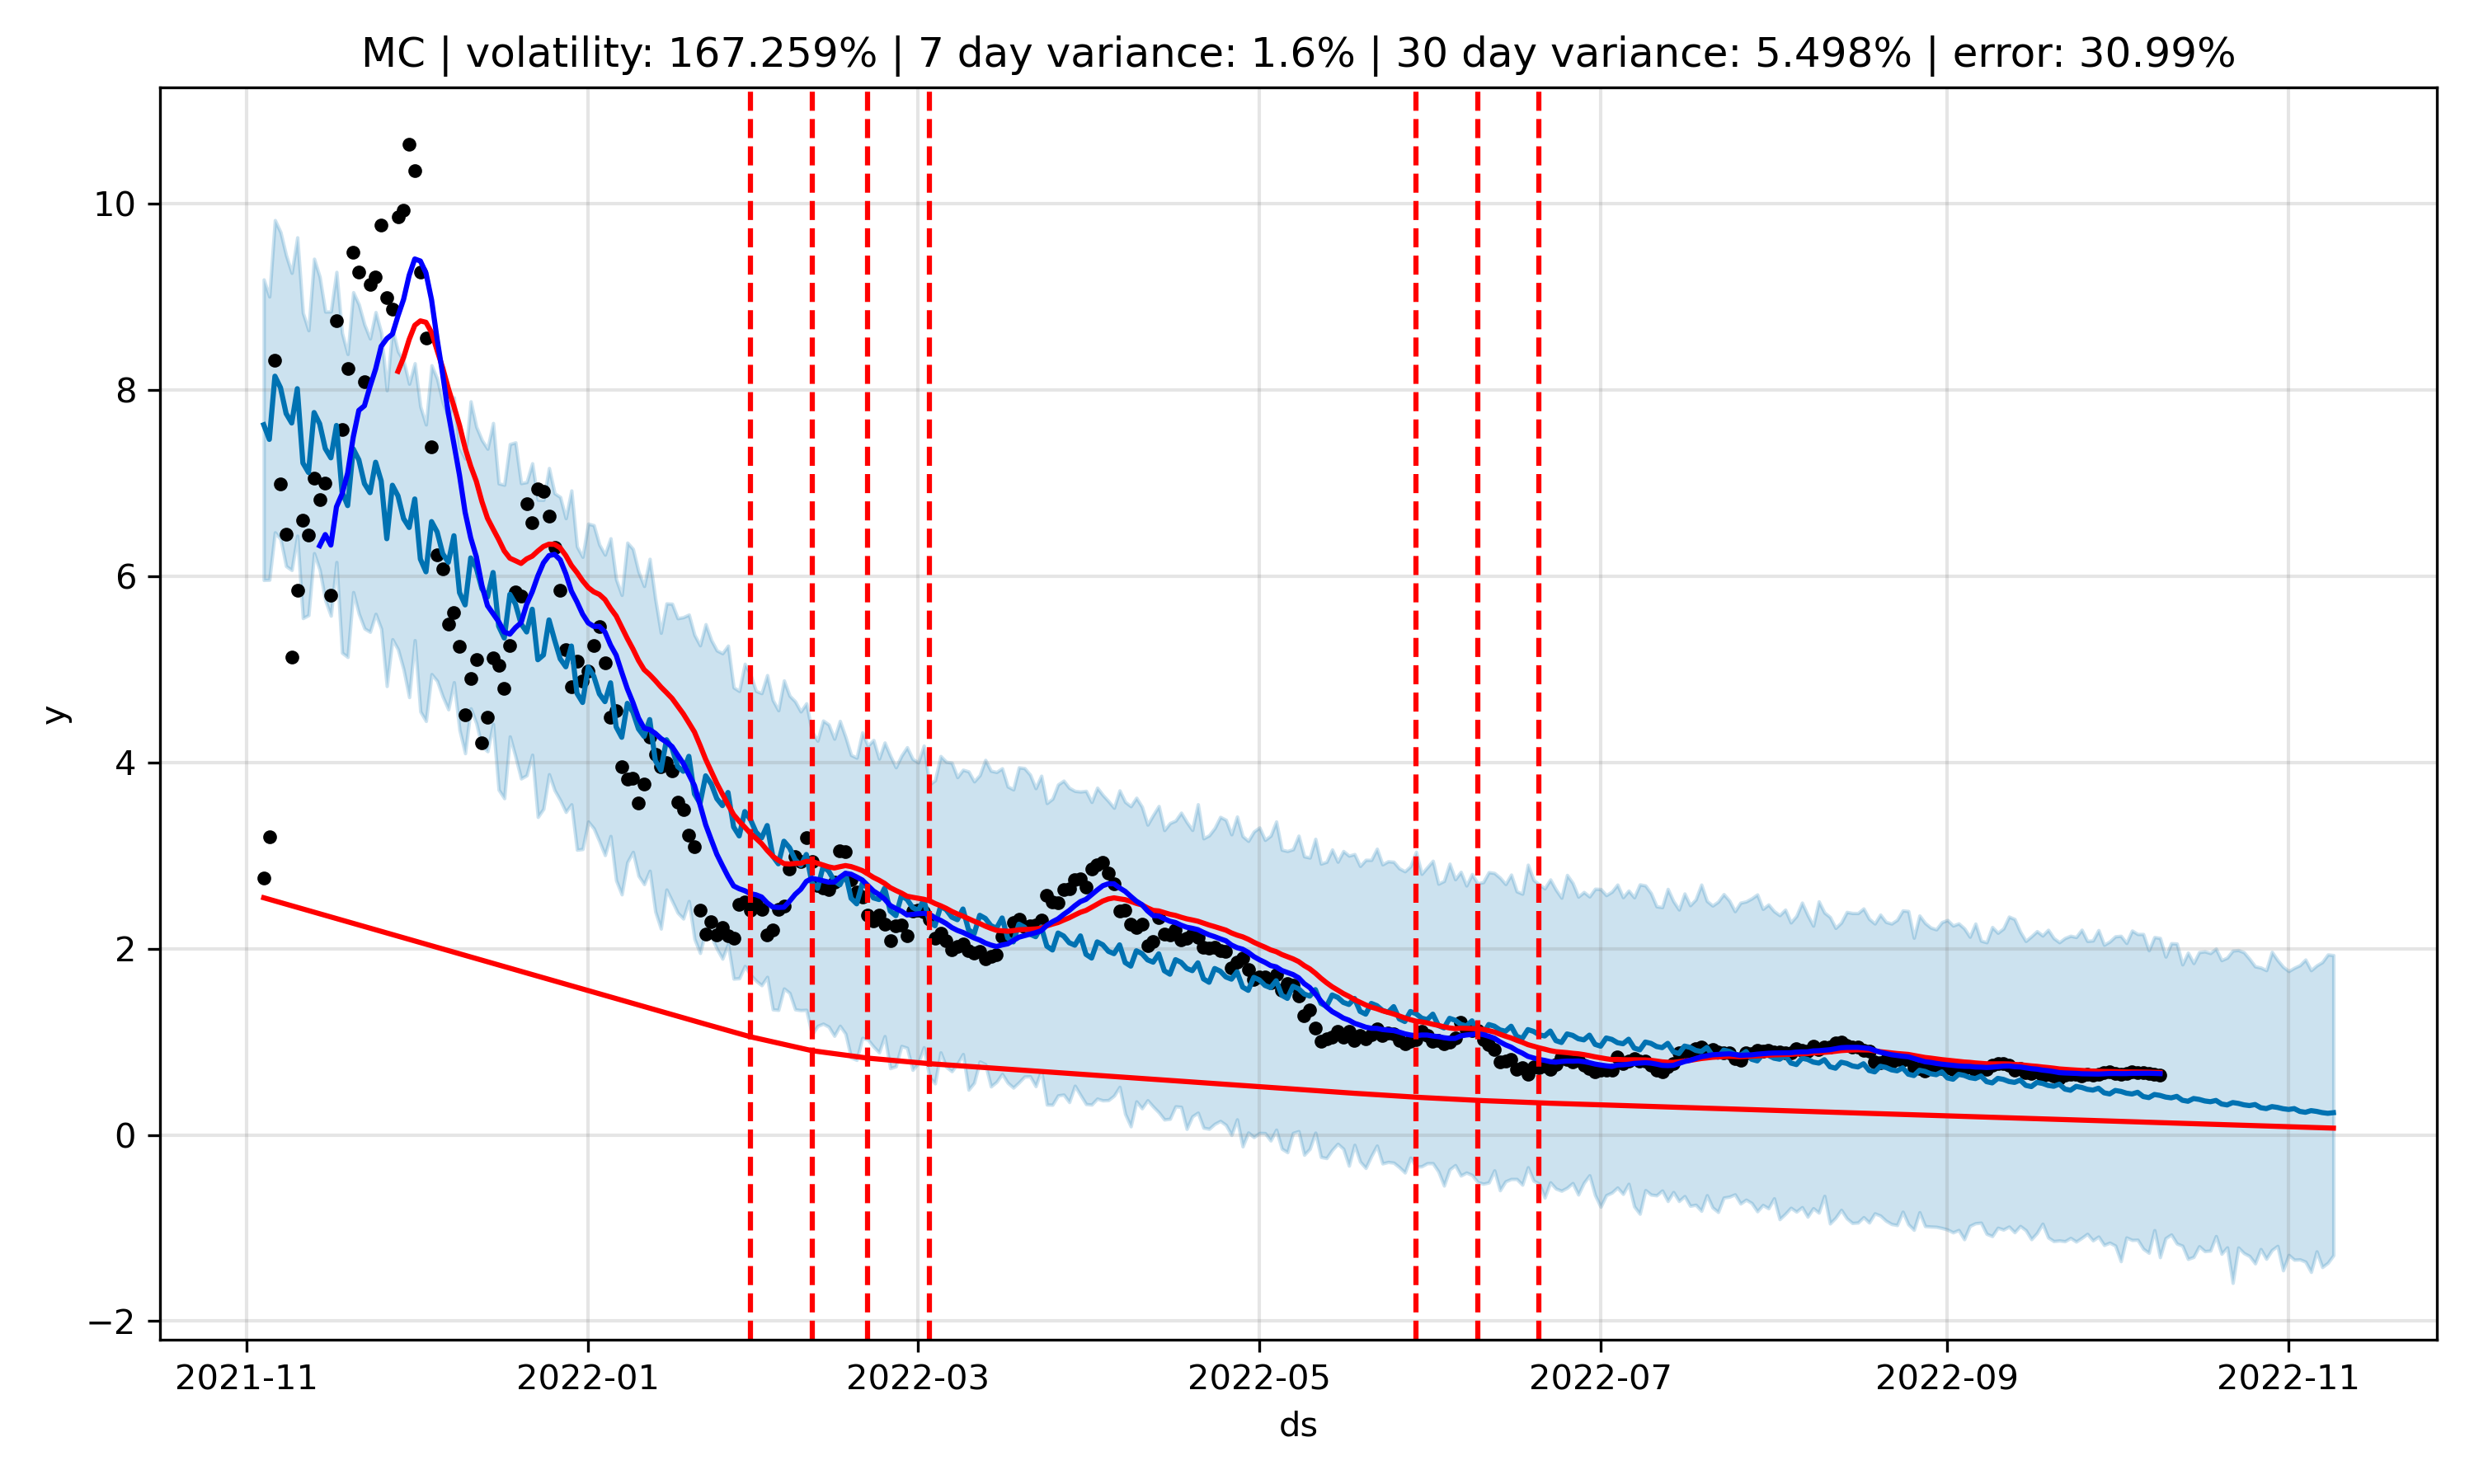 MC | volatility: 167.259% | 7 day variance: 1.6% | 30 day variance: 5.498% | error: 30.99%
10
8
6
4
2
0
−2
y
2021-11 2022-01 2022-03 2022-05 2022-07 2022-09 2022-11
ds